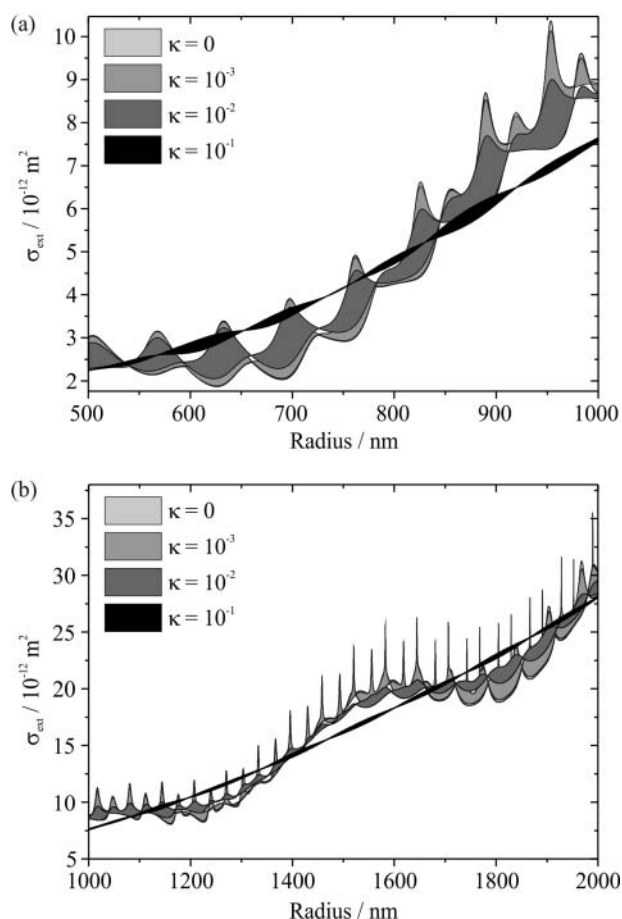 (a)
κ = 0
κ = 10⁻³
κ = 10⁻²
κ = 10⁻¹
10
9
8
7
6
5
4
3
2
σext / 10⁻¹² m²
500 600 700 800 900 1000
Radius / nm
(b)
κ = 0
κ = 10⁻³
κ = 10⁻²
κ = 10⁻¹
35
30
25
20
15
10
5
σext / 10⁻¹² m²
1000 1200 1400 1600 1800 2000
Radius / nm